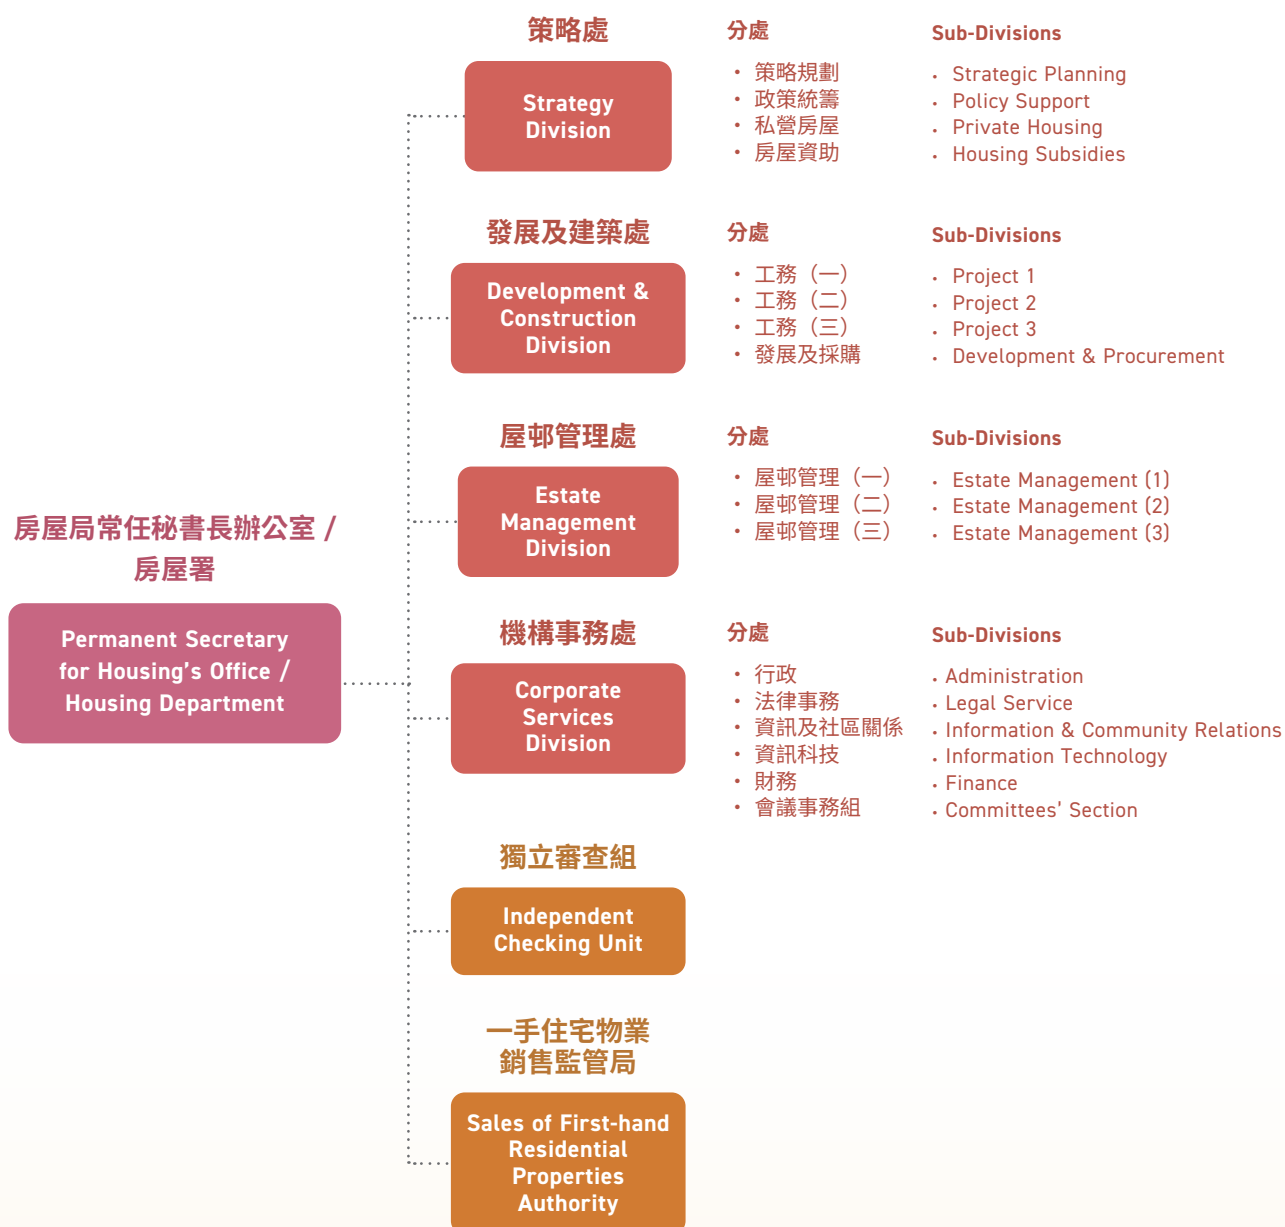 房屋局常任秘書長辦公室 /
房屋署
Permanent Secretary
for Housing’s Office /
Housing Department
策略處
Strategy
Division
分處
• 策略規劃
• 政策統籌
• 私營房屋
• 房屋資助
Sub-Divisions
• Strategic Planning
• Policy Support
• Private Housing
• Housing Subsidies
發展及建築處
Development &
Construction
Division
分處
• 工務（一）
• 工務（二）
• 工務（三）
• 發展及採購
Sub-Divisions
• Project 1
• Project 2
• Project 3
• Development & Procurement
屋邨管理處
Estate
Management
Division
分處
• 屋邨管理（一）
• 屋邨管理（二）
• 屋邨管理（三）
Sub-Divisions
• Estate Management (1)
• Estate Management (2)
• Estate Management (3)
機構事務處
Corporate
Services
Division
分處
• 行政
• 法律事務
• 資訊及社區關係
• 資訊科技
• 財務
• 會議事務組
Sub-Divisions
• Administration
• Legal Service
• Information & Community Relations
• Information Technology
• Finance
• Committees’ Section
獨立審查組
Independent
Checking Unit
一手住宅物業
銷售監管局
Sales of First-hand
Residential
Properties
Authority